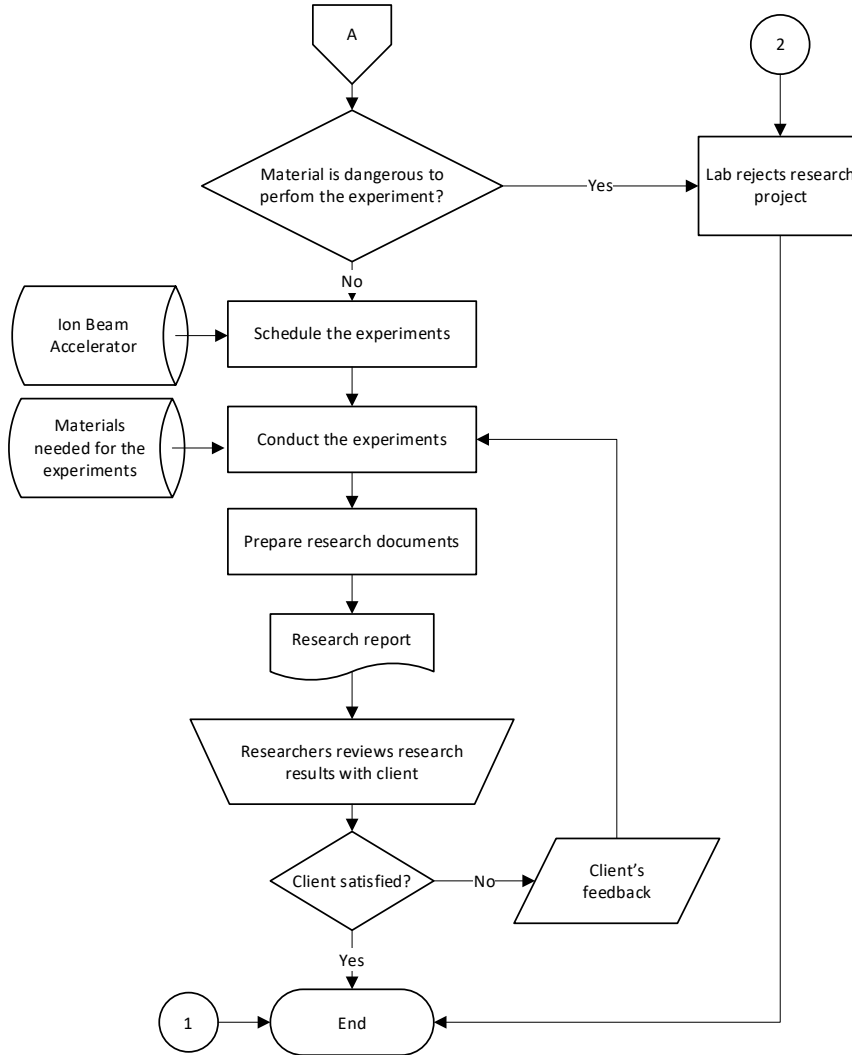 A
2
Material is dangerous to
perfom the experiment?
Yes
Lab rejects research
project
No
Ion Beam
Accelerator
Schedule the experiments
Materials
needed for the
experiments
Conduct the experiments
Prepare research documents
Research report
Researchers reviews research
results with client
Client satisfied?
No
Client’s
feedback
Yes
1
End